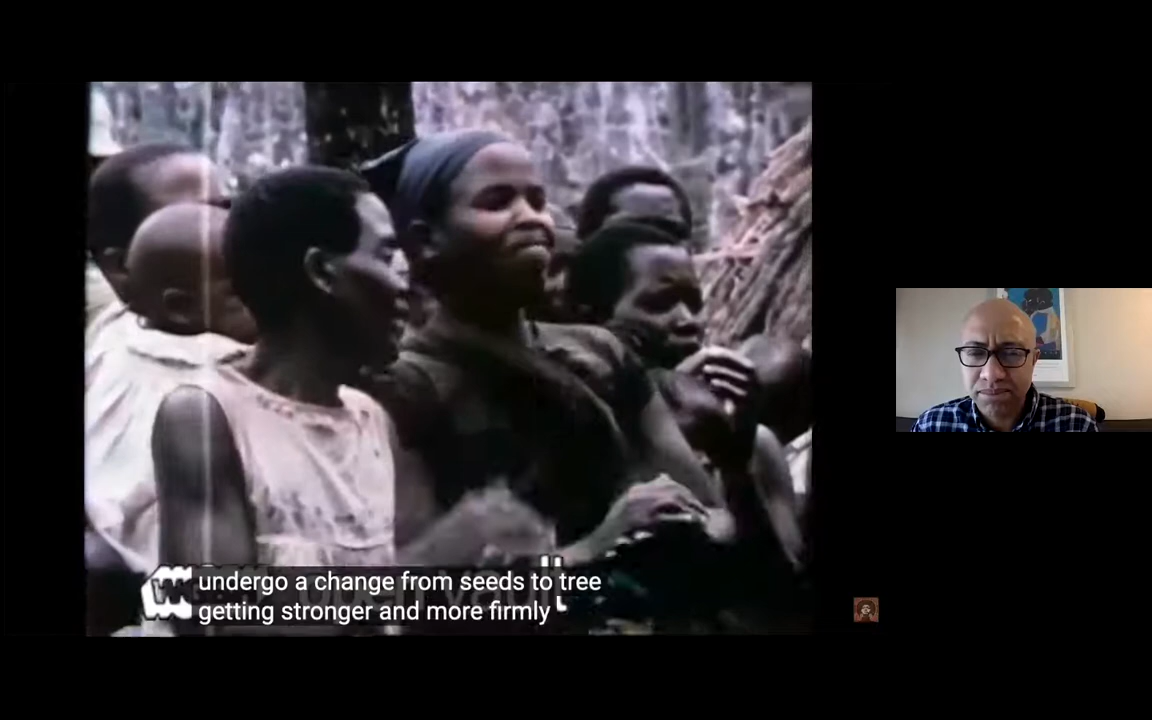 undergo a change from seeds to tree
getting stronger and more firmly